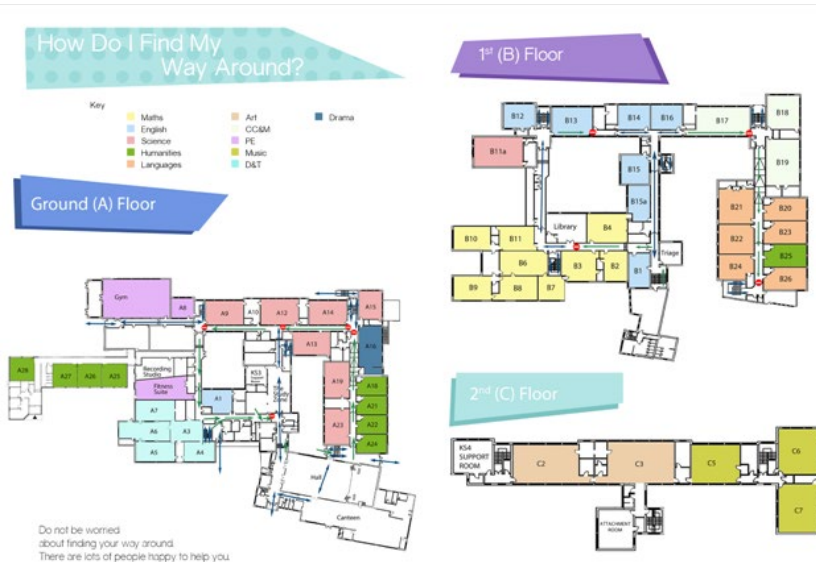 How Do I Find My
Way Around?
Key
Maths
English
Science
Humanities
Languages
Art
CC&M
PE
Music
D&T
Drama
Ground (A) Floor
Gym
A8
A9
A10
A12
A14
A15
A13
A16
A28
A27
A26
A25
Recording
Studio
Fitness
Suite
KS3
A1
A19
A18
A21
A7
A6
A3
A5
A4
A23
A22
A24
Hall
Canteen
Do not be worried
about finding your way around.
There are lots of people happy to help you.
1st (B) Floor
B12
B13
B14
B16
B17
B18
B11a
B15
B19
B15a
B21
B20
Library
B4
B23
B10
B11
B22
Triage
B6
B3
B2
B1
B25
B24
B26
B9
B8
B7
2nd (C) Floor
KS4
SUPPORT
ROOM
C2
C3
C5
C6
C7
ATTACHMENT
ROOM